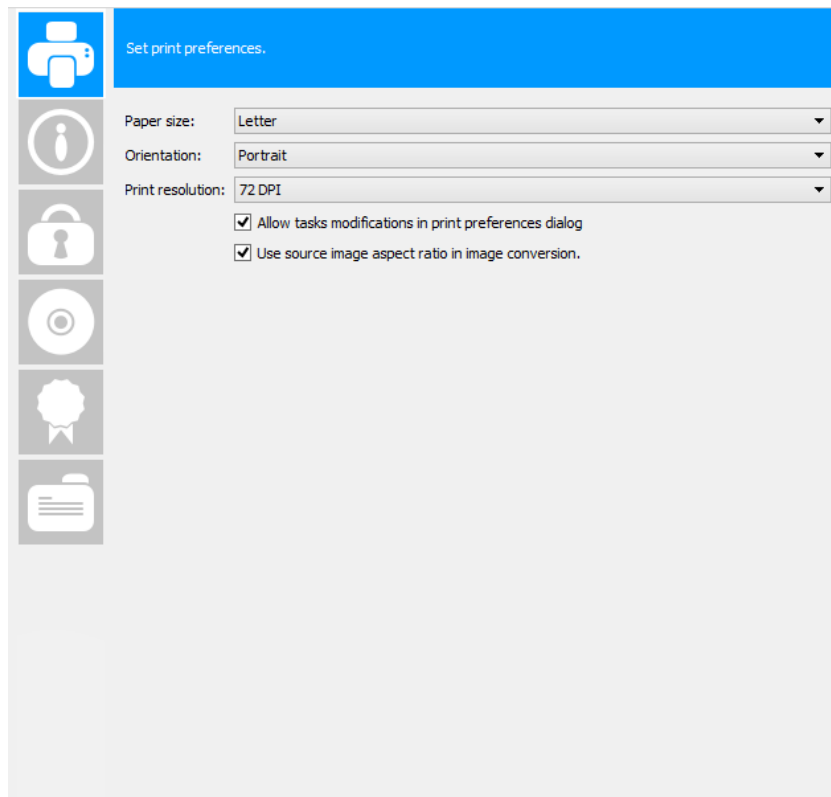 Set print preferences.
Paper size: Letter
Orientation: Portrait
Print resolution: 72 DPI
Allow tasks modifications in print preferences dialog
Use source image aspect ratio in image conversion.